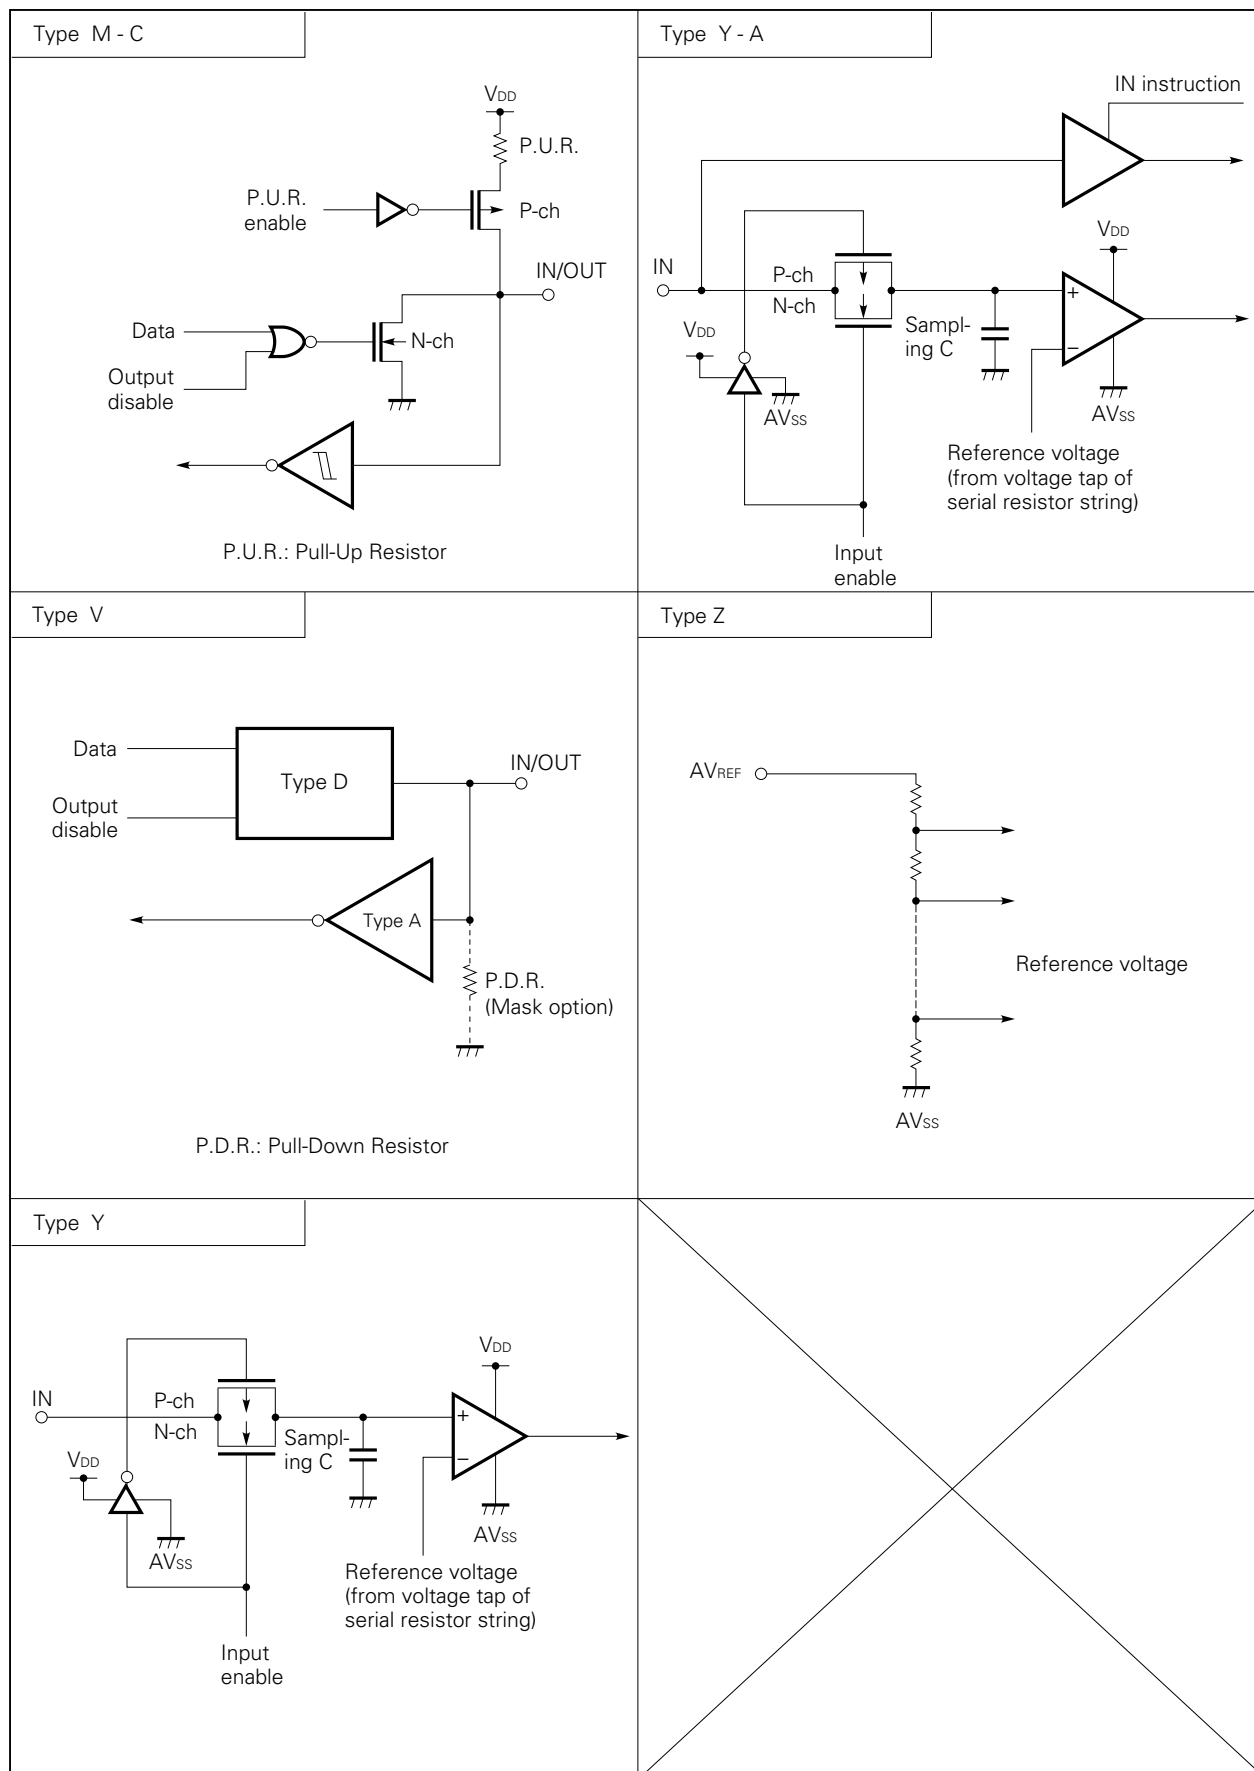 Type M - C
VDD
P.U.R.
P.U.R.
enable
P-ch
IN/OUT
Data
N-ch
Output
disable
P.U.R.: Pull-Up Resistor
Type Y - A
IN instruction
VDD
IN
P-ch
N-ch
+
VDD
Sampl-
ing C
−
AVSS
AVSS
Reference voltage
(from voltage tap of
serial resistor string)
Input
enable
Type V
Data
IN/OUT
Type D
Output
disable
Type A
P.D.R.
(Mask option)
P.D.R.: Pull-Down Resistor
Type Z
AVREF
Reference voltage
AVSS
Type Y
VDD
IN
P-ch
N-ch
+
Sampl-
ing C
−
VDD
AVSS
AVSS
Reference voltage
(from voltage tap of
serial resistor string)
Input
enable